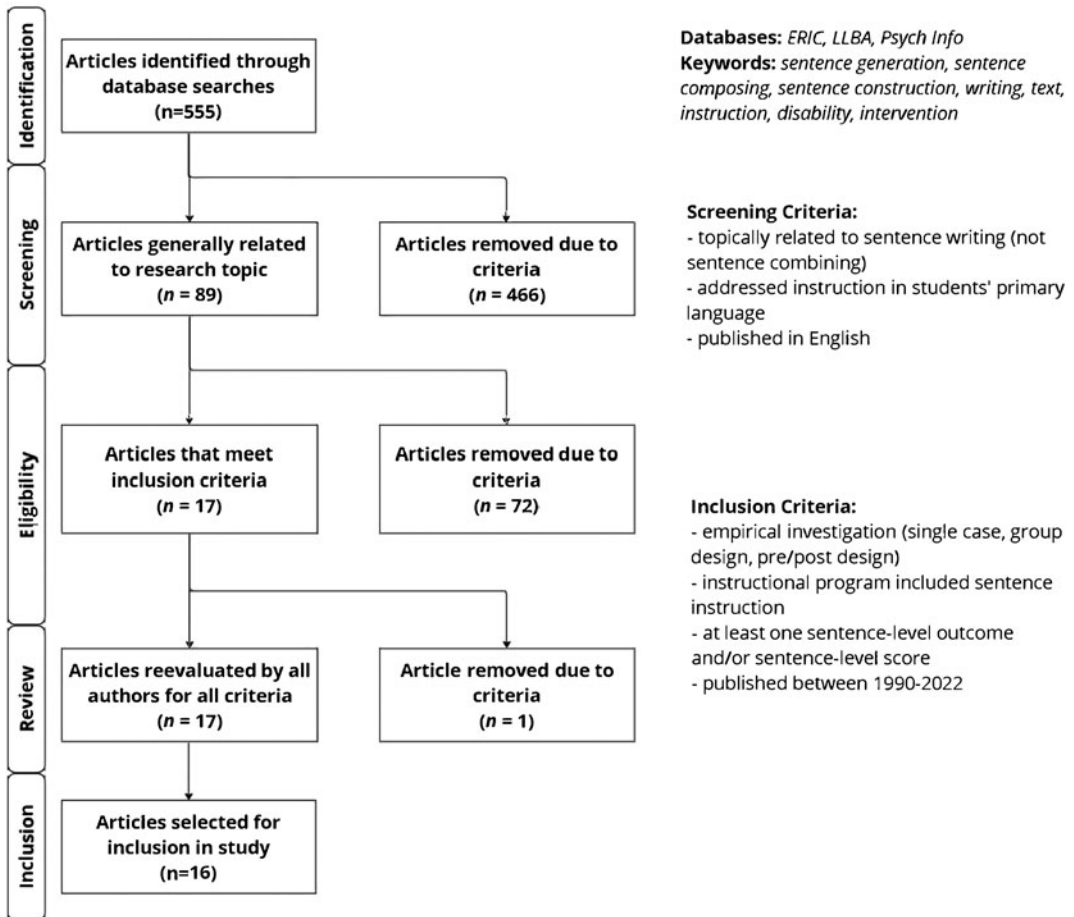 Identification
Articles identified through
database searches
(n=555)
Databases: ERIC, LLBA, Psych Info
Keywords: sentence generation, sentence
composing, sentence construction, writing, text,
instruction, disability, intervention
Screening
Articles generally related
to research topic
(n = 89)
Articles removed due to
criteria
(n = 466)
Screening Criteria:
- topically related to sentence writing (not
sentence combining)
- addressed instruction in students' primary
language
- published in English
Eligibility
Articles that meet
inclusion criteria
(n = 17)
Articles removed due to
criteria
(n = 72)
Inclusion Criteria:
- empirical investigation (single case, group
design, pre/post design)
- instructional program included sentence
instruction
- at least one sentence-level outcome
and/or sentence-level score
- published between 1990-2022
Review
Articles reevaluated by all
authors for all criteria
(n = 17)
Article removed due to
criteria
(n = 1)
Inclusion
Articles selected for
inclusion in study
(n=16)